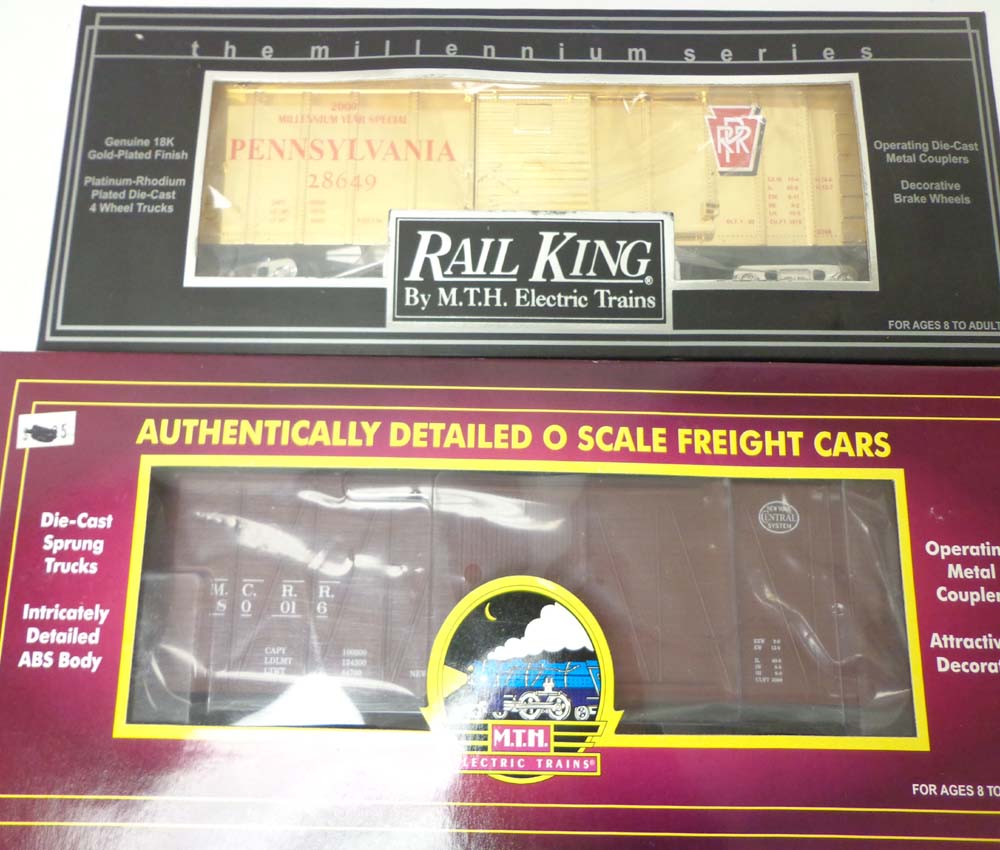 the millennium series
Genuine 18K
Gold-Plated Finish
Platinum-Rhodium
Plated Die-Cast
4 Wheel Trucks
2000
MILLENNIUM YEAR SPECIAL
PENNSYLVANIA
28649
PRR
Operating Die-Cast
Metal Couplers
Decorative
Brake Wheels
RAIL KING®
By M.T.H. Electric Trains
FOR AGES 8 TO ADULT
AUTHENTICALLY DETAILED O SCALE FREIGHT CARS
Die-Cast
Sprung
Trucks
Intricately
Detailed
ABS Body
M. C. R. R.
80016
CAPY 100000
LDLMT
NEW
NEW YORK
CENTRAL
SYSTEM
Operatin
Metal
Coupler
Attractiv
Decorat
M.T.H.
ELECTRIC TRAINS®
FOR AGES 8 TO